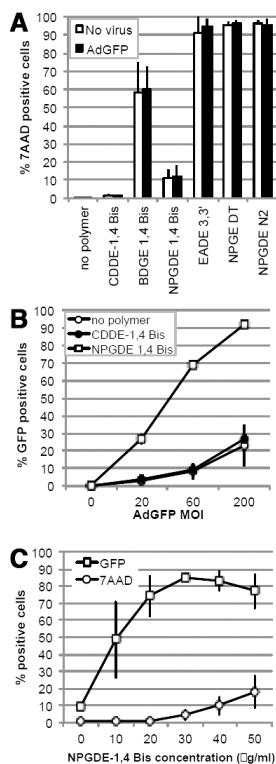 A
No virus
AdGFP
% 7AAD positive cells
100
90
80
70
60
50
40
30
20
10
0
no polymer
CDDE-1,4 Bis
BDGE 1,4 Bis
NPGDE 1,4 Bis
EADE 3,3'
NPGE DT
NPGDE N2
B
no polymer
CDDE-1,4 Bis
NPGDE 1,4 Bis
% GFP positive cells
100
90
80
70
60
50
40
30
20
10
0
0 20 60 200
AdGFP MOI
C
GFP
7AAD
% positive cells
100
90
80
70
60
50
40
30
20
10
0
0 10 20 30 40 50
NPGDE-1,4 Bis concentration (□g/ml)